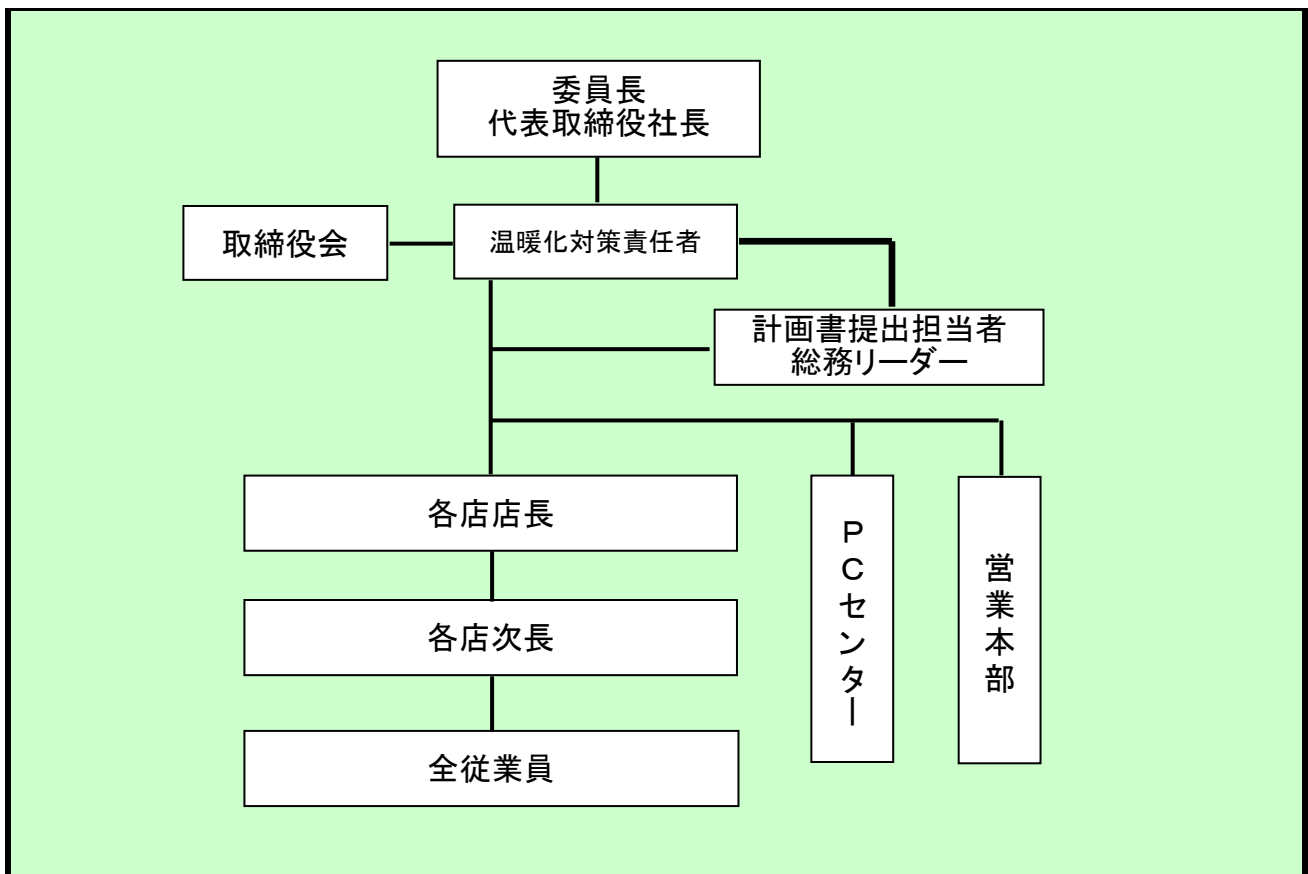 委員長
代表取締役社長
取締役会
温暖化対策責任者
計画書提出担当者
総務リーダー
各店店長
各店次長
全従業員
ＰＣセンター
営業本部